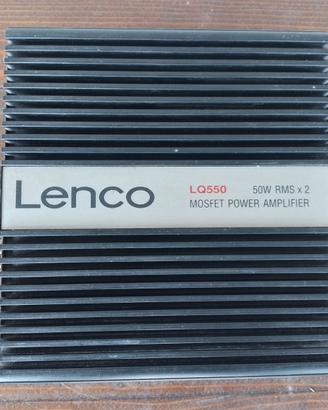 Lenco
LQ550 50W RMS x 2
MOSFET POWER AMPLIFIER